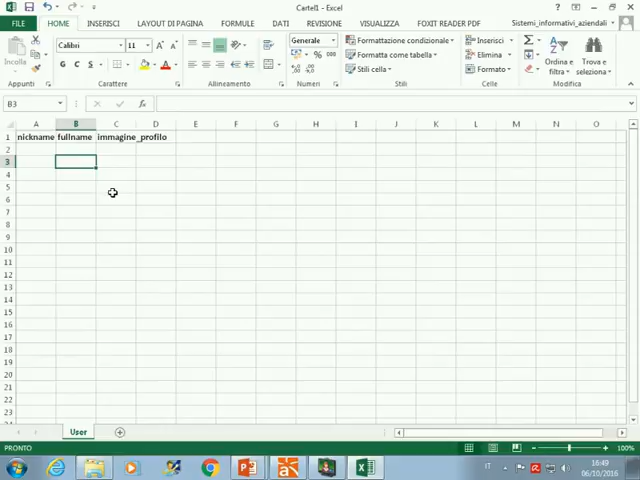 Cartel1 - Excel
FILE HOME INSERISCI LAYOUT DI PAGINA FORMULE DATI REVISIONE VISUALIZZA FOXIT READER PDF Sistemi_informativi_aziendali
Incolla
Calibri 11
G C S
Generale
%
Formattazione condizionale
Formatta come tabella
Stili cella
Inserisci
Elimina
Formato
Ordina e filtra
Trova e seleziona
Appunti Carattere Allineamento Numeri Stili Celle Modifica
B3 fx
A B C D E F G H I J K L M N O
1 nickname fullname immagine_profilo
2
3
4
5
6
7
8
9
10
11
12
13
14
15
16
17
18
19
20
21
22
23
User
PRONTO 100%
IT 16:49
06/10/2016